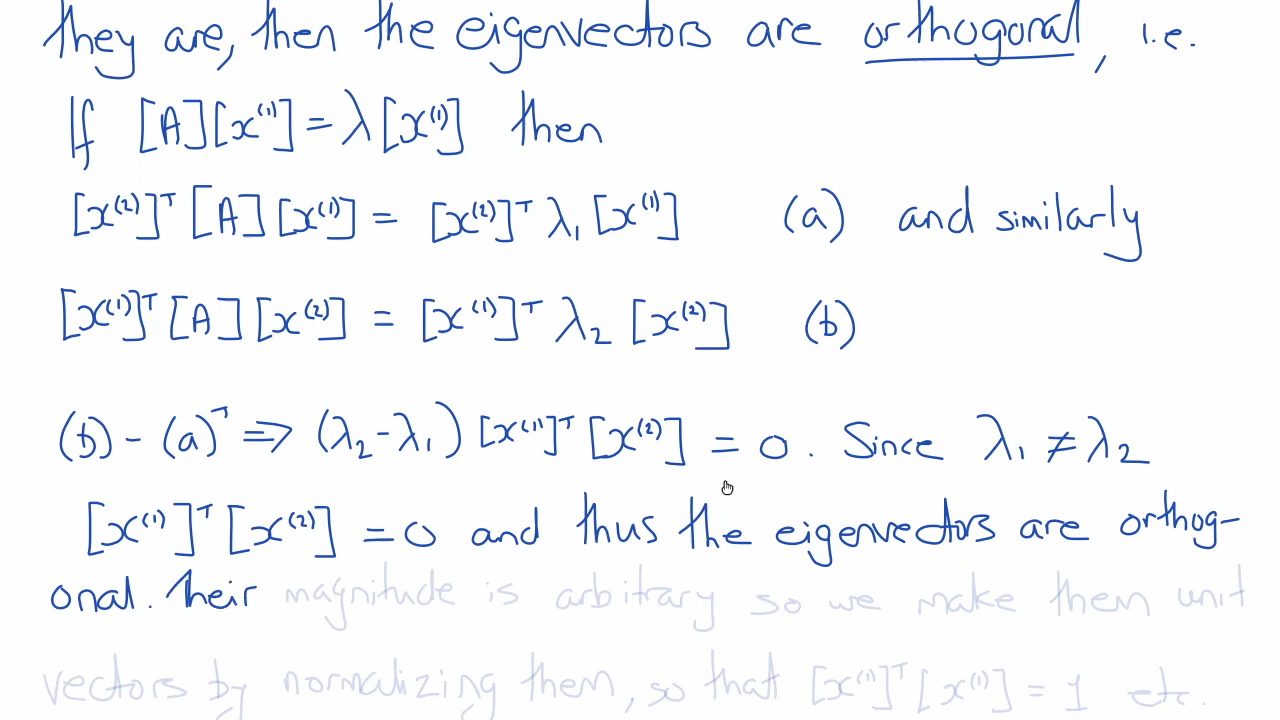 they are, then the eigenvectors are orthogonal, i.e.
If [A][x⁽¹⁾] = λ[x⁽¹⁾] then
[x⁽²⁾]ᵀ[A][x⁽¹⁾] = [x⁽²⁾]ᵀ λ₁ [x⁽¹⁾] (a) and similarly
[x⁽¹⁾]ᵀ[A][x⁽²⁾] = [x⁽¹⁾]ᵀ λ₂ [x⁽²⁾] (b)
(b) - (a)ᵀ ⇒ (λ₂ - λ₁) [x⁽¹⁾]ᵀ [x⁽²⁾] = 0. Since λ₁ ≠ λ₂
[x⁽¹⁾]ᵀ [x⁽²⁾] = 0 and thus the eigenvectors are orthog-
onal. Their magnitude is arbitrary so we make them unit
vectors by normalizing them, so that [x⁽¹⁾]ᵀ [x⁽¹⁾] = 1 etc.